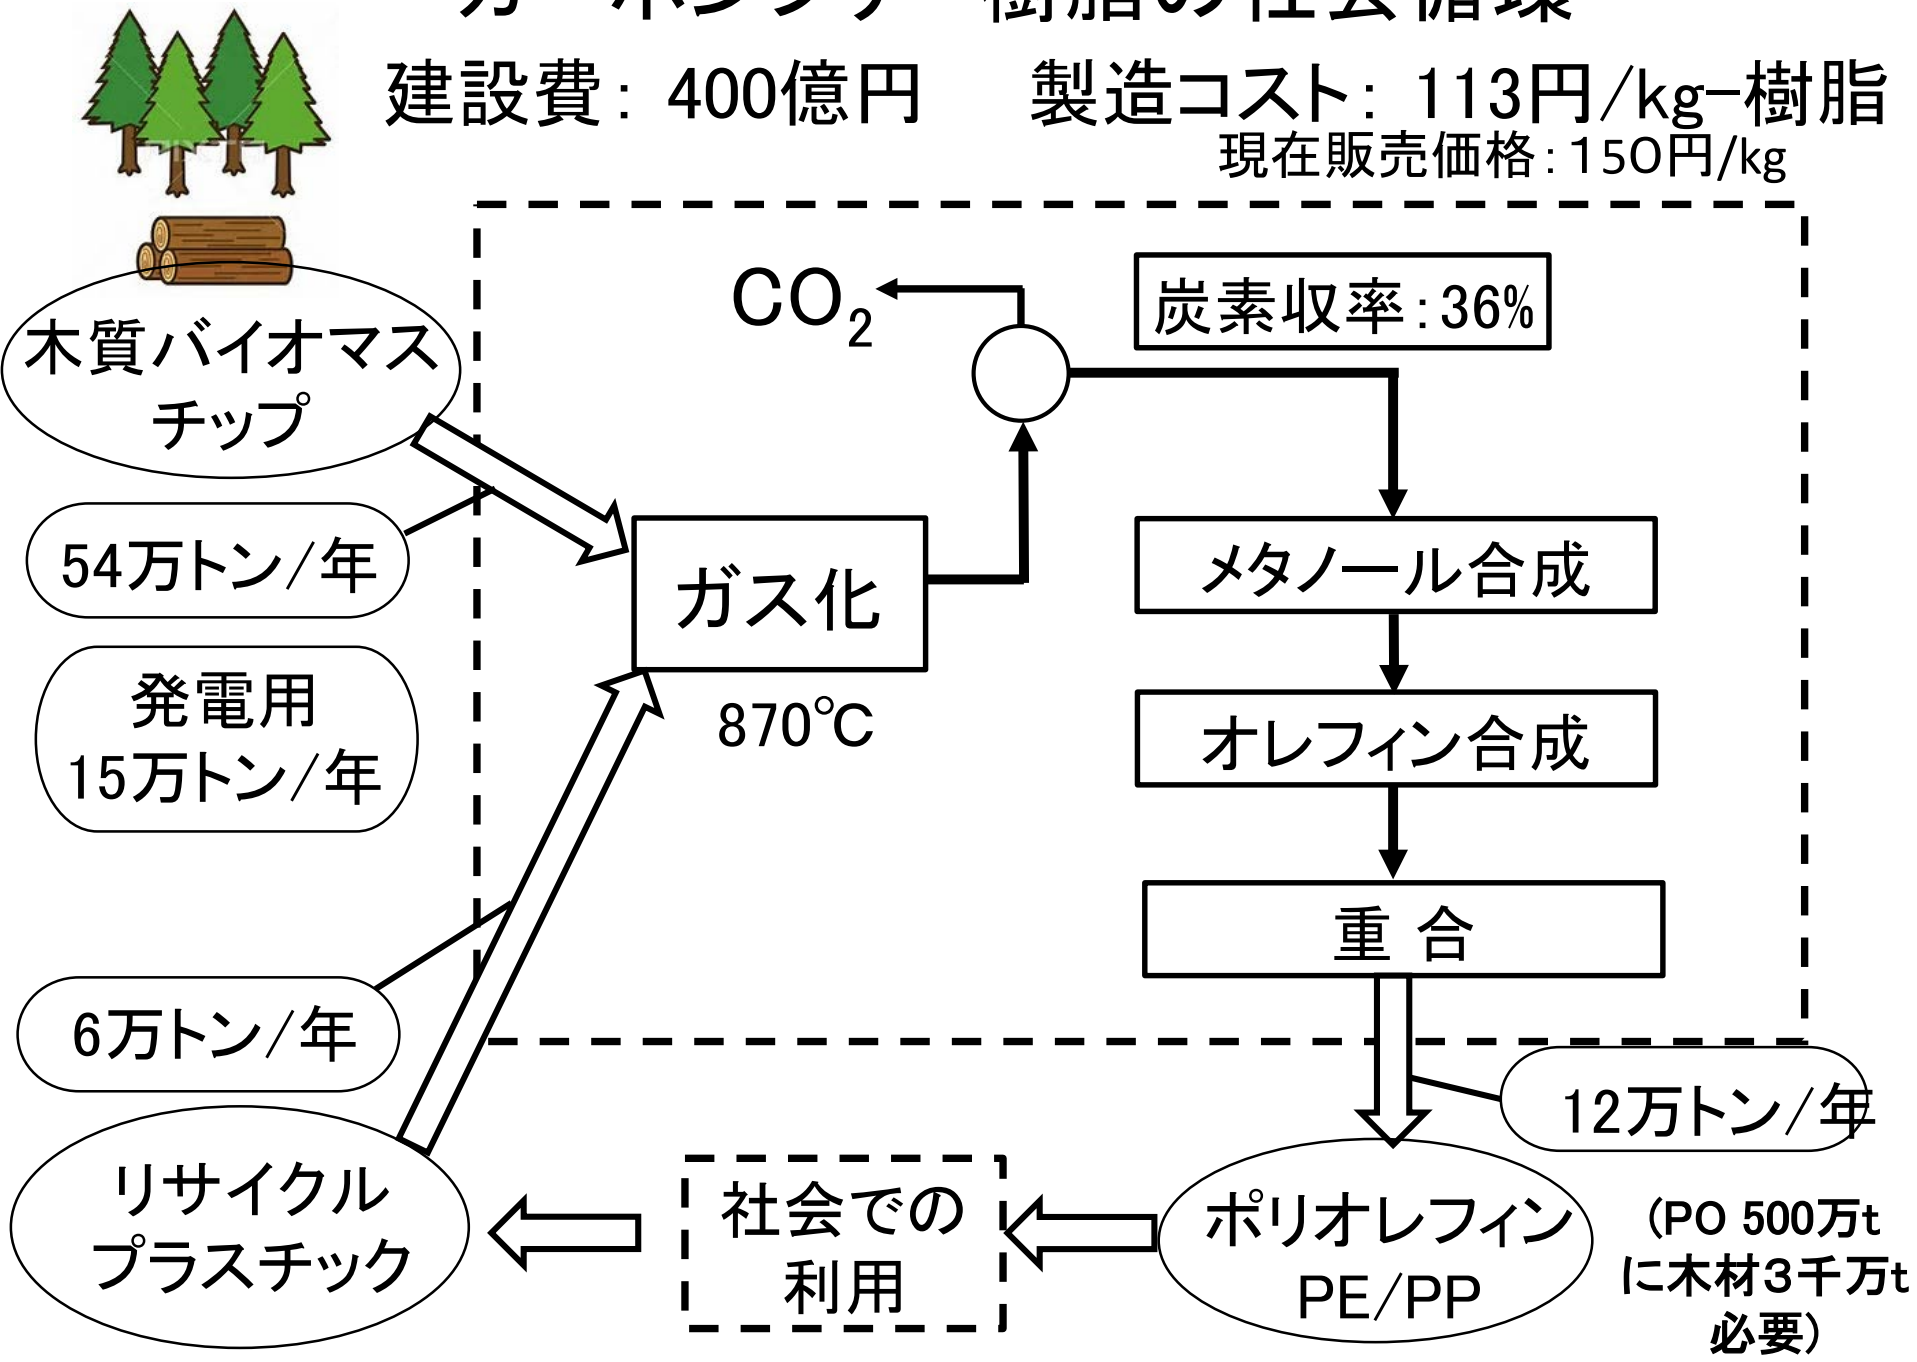 樹脂の社会循環
建設費：400億円　製造コスト：113円/kg-樹脂
現在販売価格：150円/kg
CO2
炭素収率：36%
木質バイオマス
チップ
54万トン/年
ガス化
870℃
メタノール合成
発電用
15万トン/年
オレフィン合成
重 合
6万トン/年
12万トン/年
リサイクル
プラスチック
社会での
利用
ポリオレフィン
PE/PP
(PO 500万t
に木材3千万t
必要)